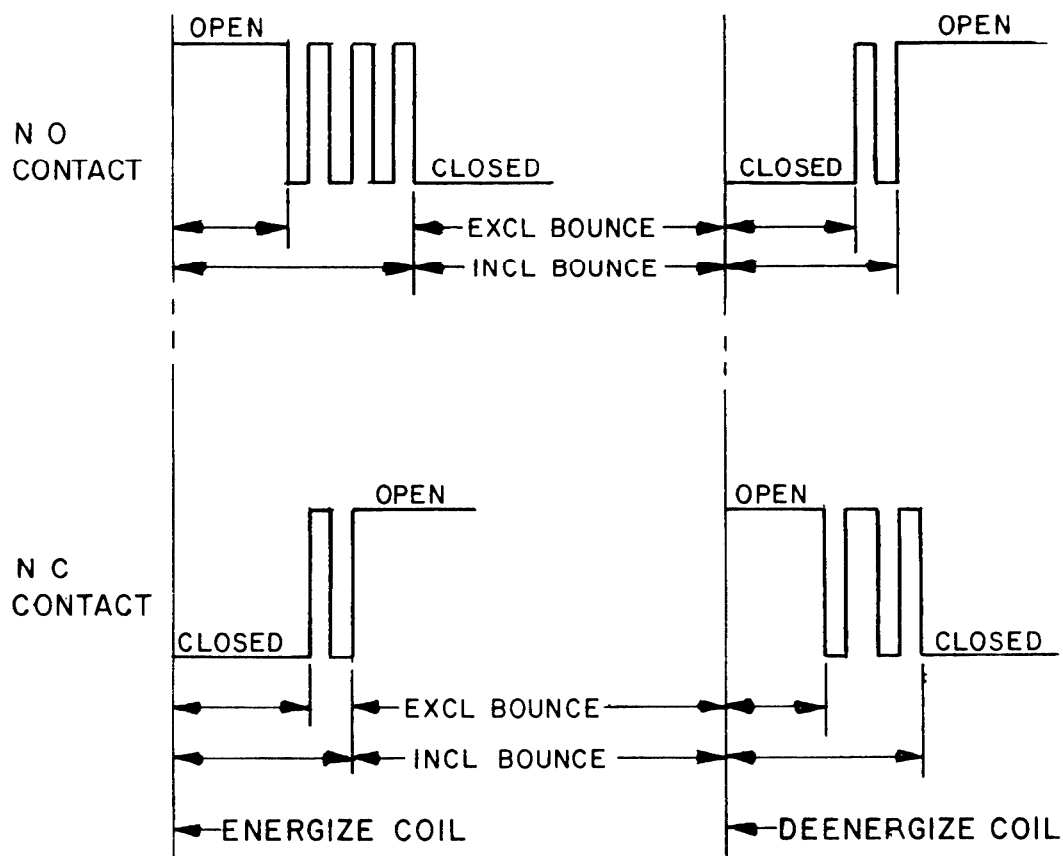 OPEN
OPEN
N O
CONTACT
CLOSED
CLOSED
EXCL BOUNCE
INCL BOUNCE
OPEN
OPEN
N C
CONTACT
CLOSED
CLOSED
EXCL BOUNCE
INCL BOUNCE
ENERGIZE COIL
DEENERGIZE COIL